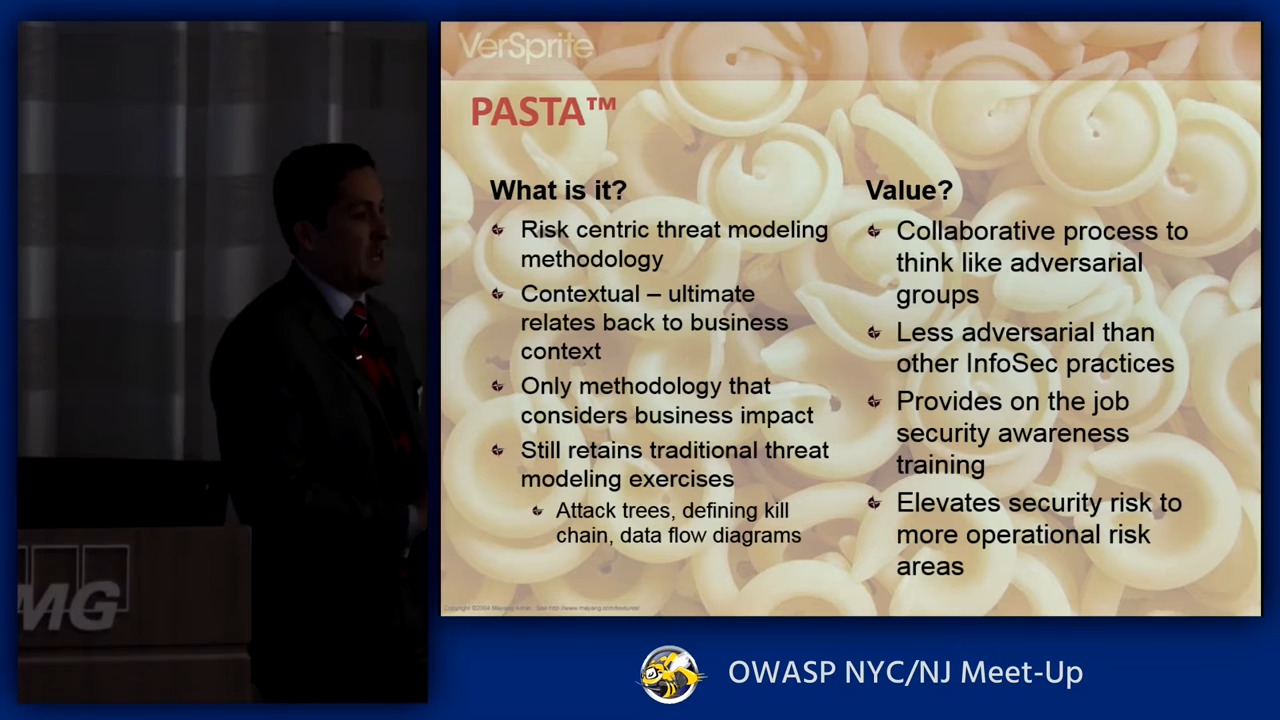 VerSprite
PASTA™
What is it?
Risk centric threat modeling
methodology
Contextual – ultimate
relates back to business
context
Only methodology that
considers business impact
Still retains traditional threat
modeling exercises
Attack trees, defining kill
chain, data flow diagrams
Value?
Collaborative process to
think like adversarial
groups
Less adversarial than
other InfoSec practices
Provides on the job
security awareness
training
Elevates security risk to
more operational risk
areas
MG
OWASP NYC/NJ Meet-Up